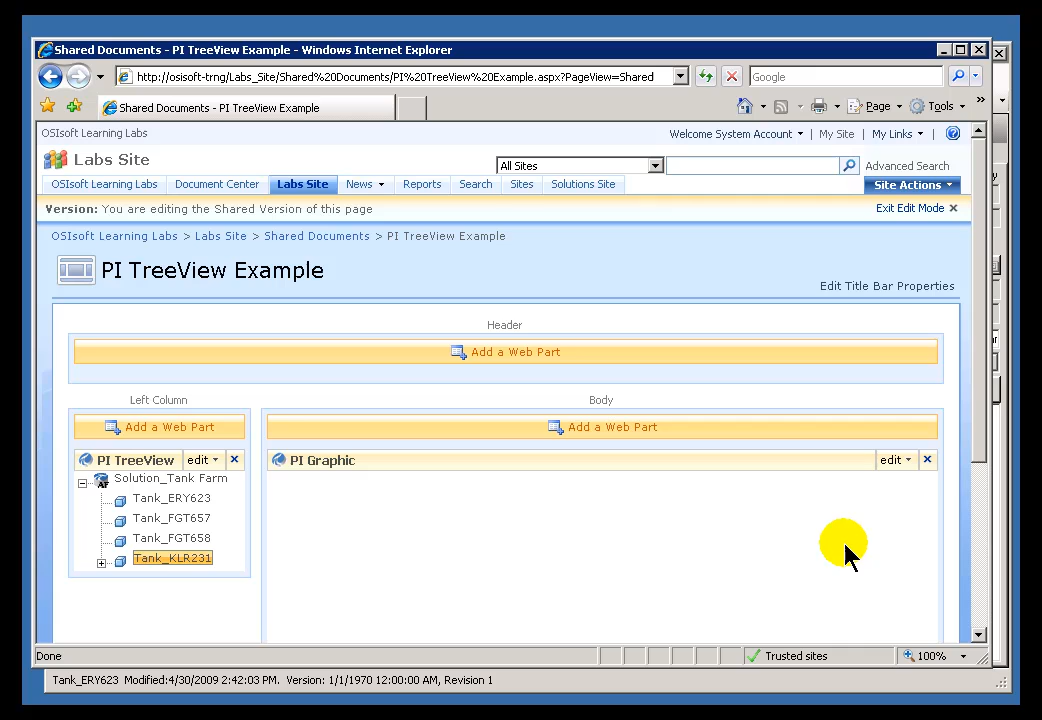 Shared Documents - PI TreeView Example - Windows Internet Explorer
http://osisoft-trng/Labs_Site/Shared%20Documents/PI%20TreeView%20Example.aspx?PageView=Shared
Google
Shared Documents - PI TreeView Example
Page
Tools
OSIsoft Learning Labs
Welcome System Account
My Site
My Links
Labs Site
All Sites
Advanced Search
OSIsoft Learning Labs
Document Center
Labs Site
News
Reports
Search
Sites
Solutions Site
Site Actions
Version: You are editing the Shared Version of this page
Exit Edit Mode
OSIsoft Learning Labs > Labs Site > Shared Documents > PI TreeView Example
PI TreeView Example
Edit Title Bar Properties
Header
Add a Web Part
Left Column
Body
Add a Web Part
Add a Web Part
PI TreeView
edit
PI Graphic
edit
AF
Solution_Tank Farm
Tank_ERY623
Tank_FGT657
Tank_FGT658
Tank_KLR231
Done
Trusted sites
100%
Tank_ERY623 Modified:4/30/2009 2:42:03 PM. Version: 1/1/1970 12:00:00 AM, Revision 1